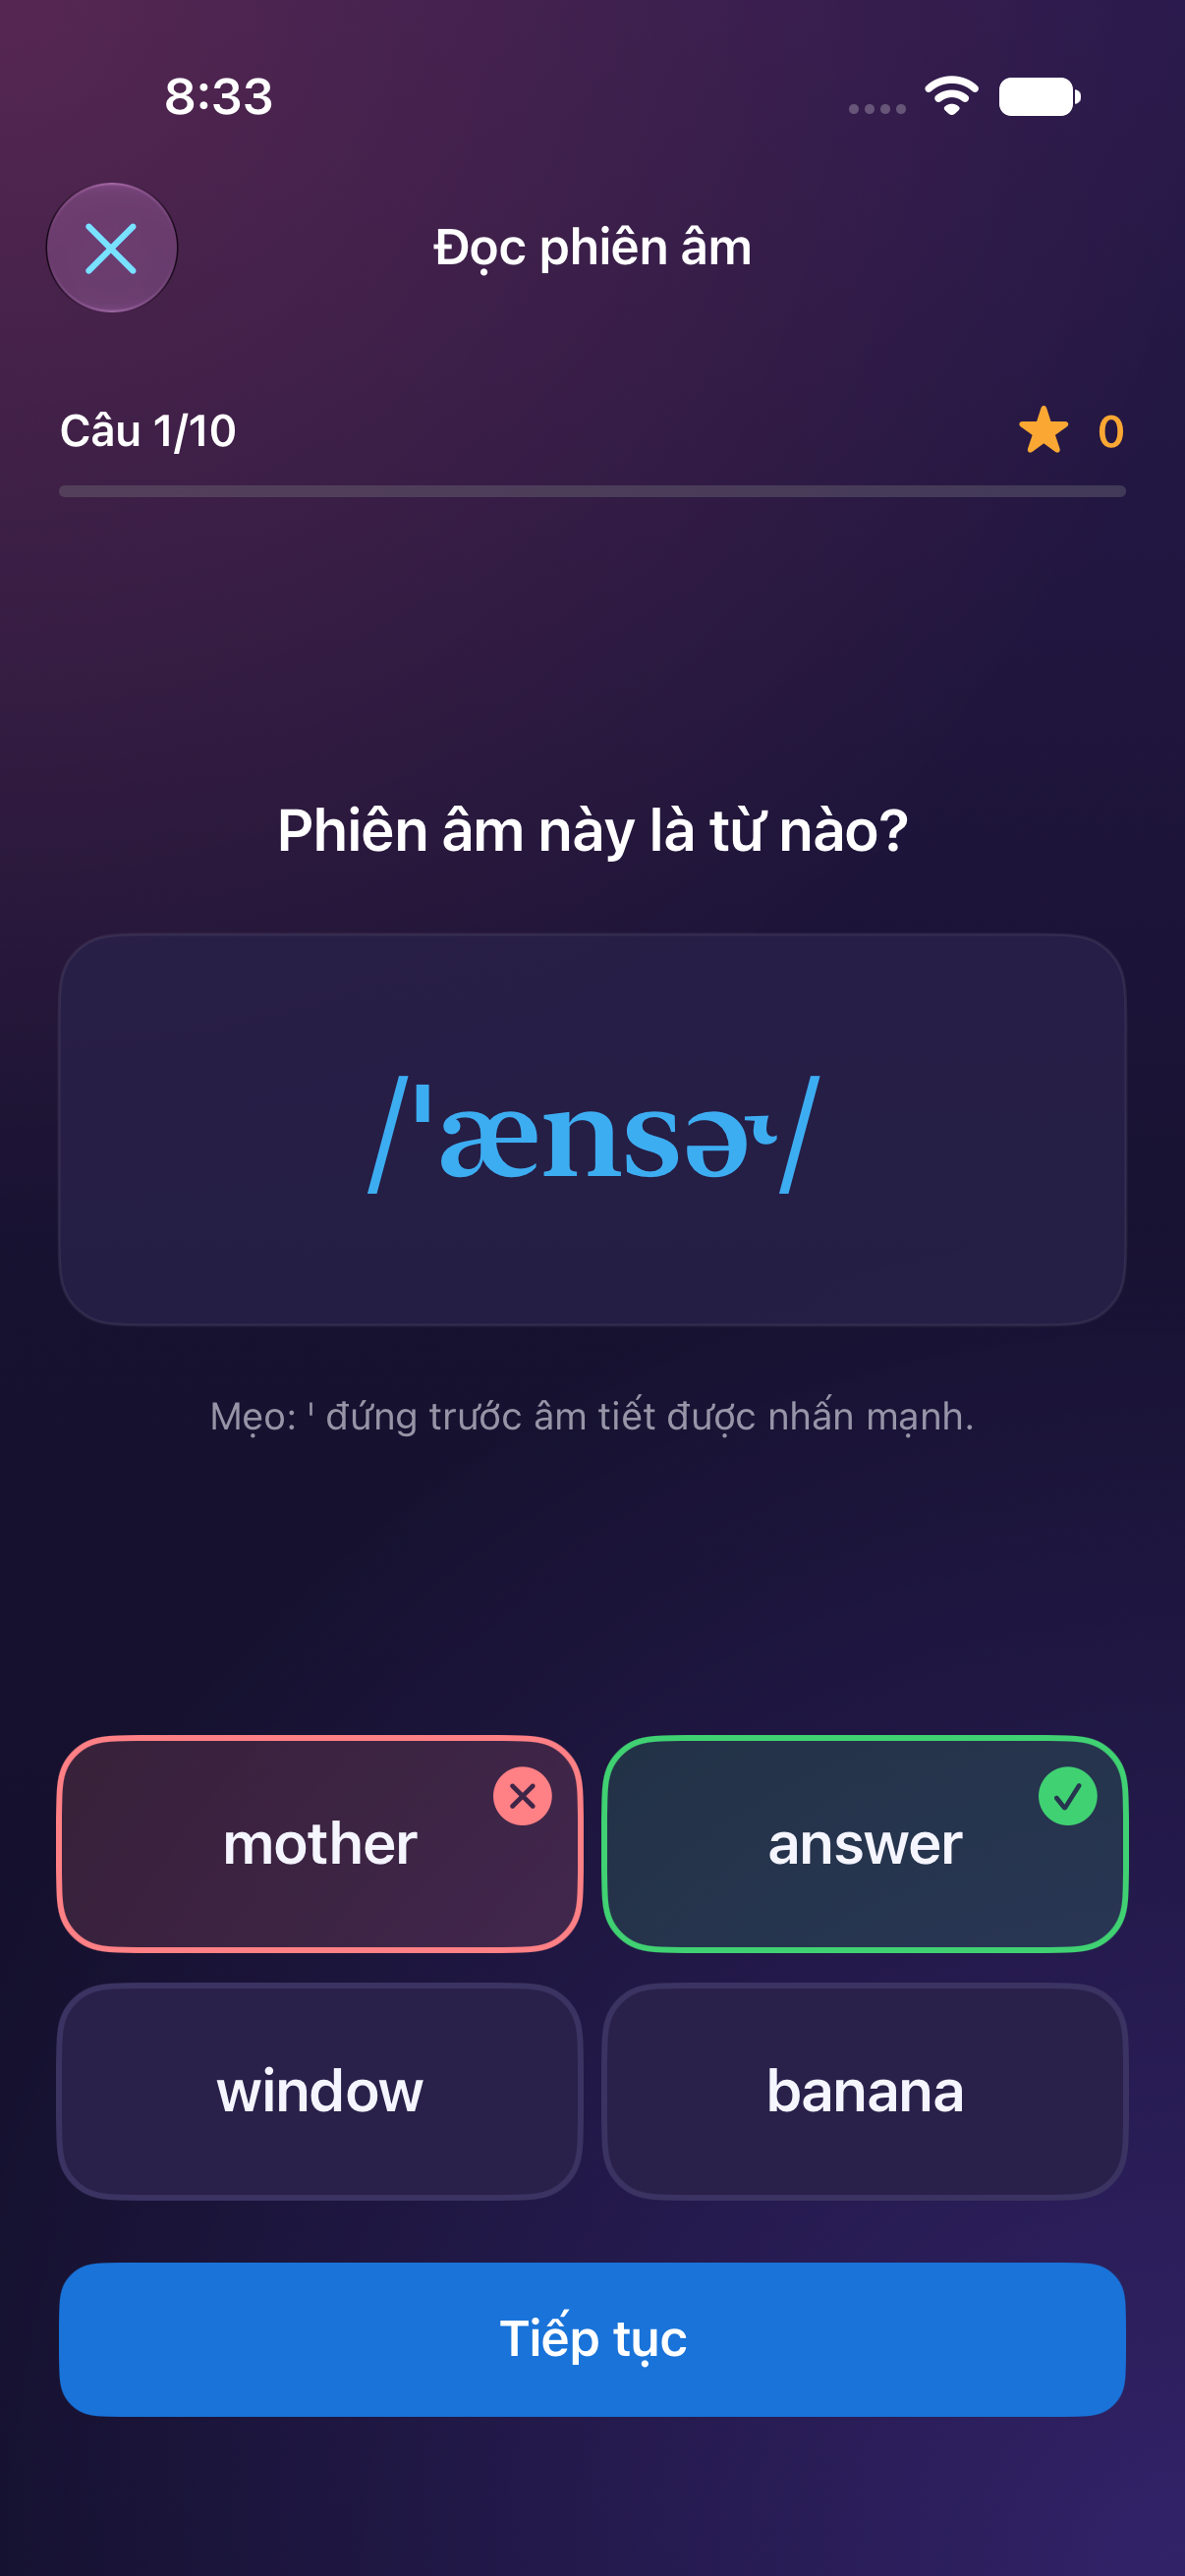 8:33
Đọc phiên âm
Câu 1/10
0
Phiên âm này là từ nào?
/ˈænsɚ/
Mẹo: ˈ đứng trước âm tiết được nhấn mạnh.
mother
answer
window
banana
Tiếp tục